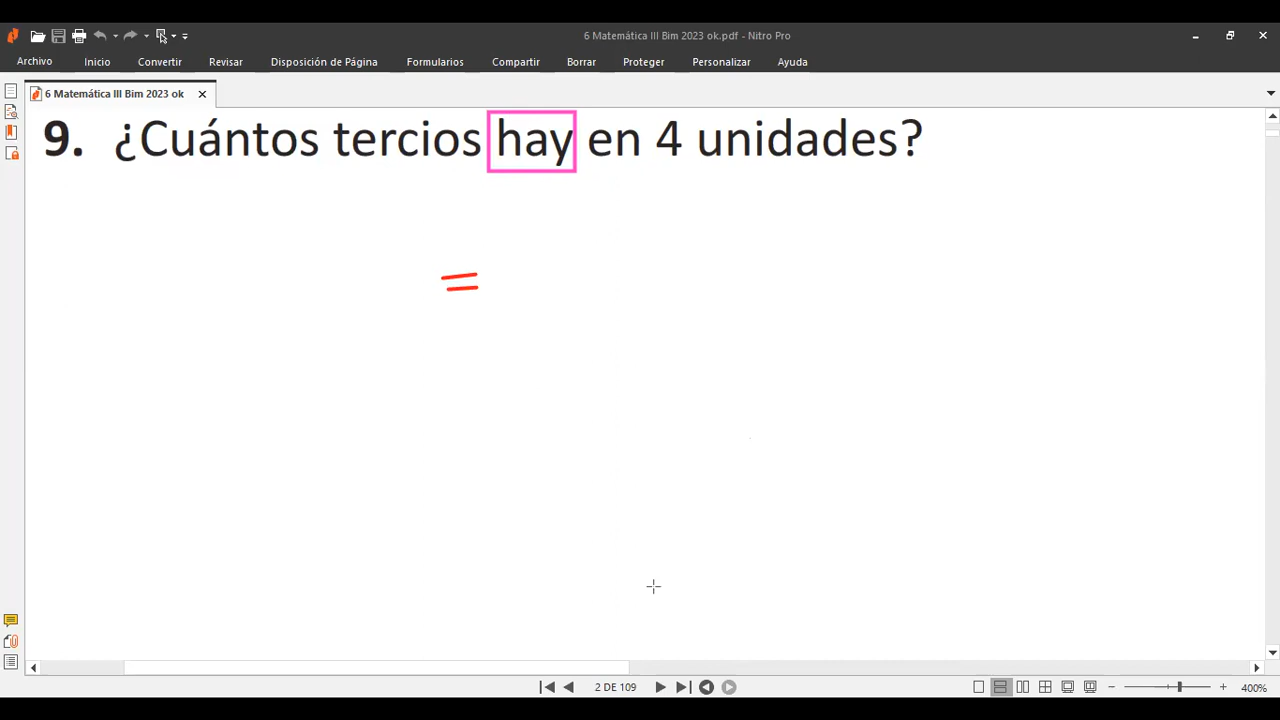 6 Matemática III Bim 2023 ok.pdf - Nitro Pro
Archivo Inicio Convertir Revisar Disposición de Página Formularios Compartir Borrar Proteger Personalizar Ayuda
6 Matemática III Bim 2023 ok
9. ¿Cuántos tercios hay en 4 unidades?
=
2 DE 109
400%